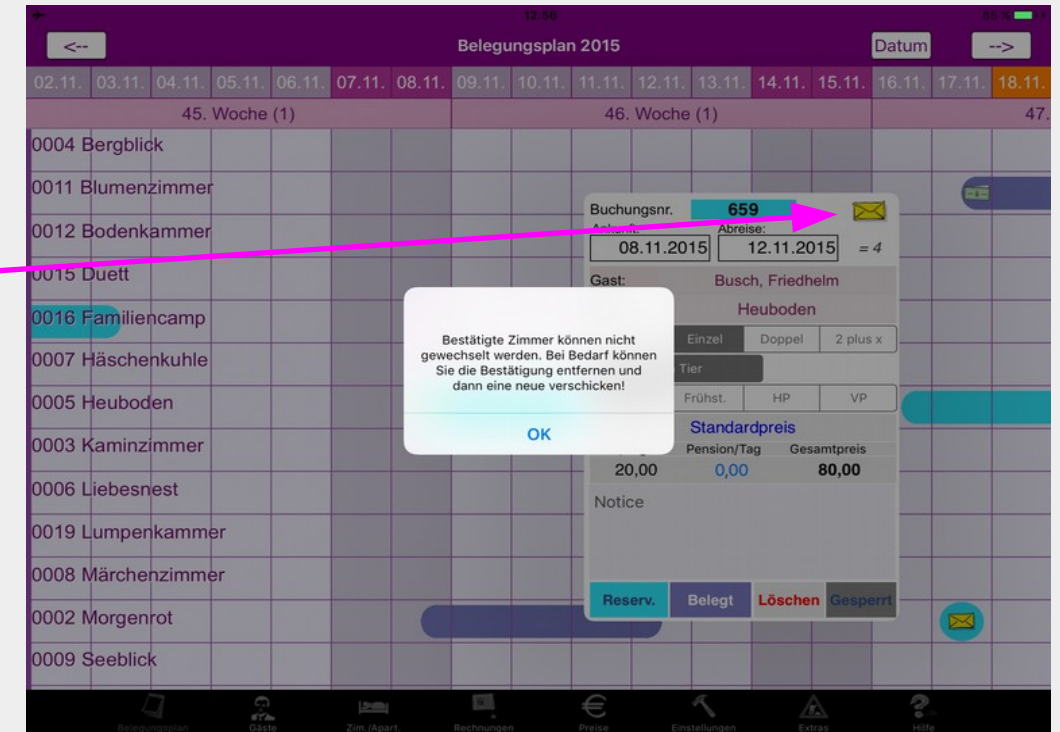 12:56
85 %
<--
Belegungsplan 2015
Datum
-->
02.11. 03.11. 04.11. 05.11. 06.11. 07.11. 08.11. 09.11. 10.11. 11.11. 12.11. 13.11. 14.11. 15.11. 16.11. 17.11. 18.11.
45. Woche (1) 46. Woche (1) 47.
0004 Bergblick
0011 Blumenzimmer
0012 Bodenkammer
0015 Duett
0016 Familiencamp
0007 Häschenkuhle
0005 Heuboden
0003 Kaminzimmer
0006 Liebesnest
0019 Lumpenkammer
0008 Märchenzimmer
0002 Morgenrot
0009 Seeblick
Buchungsnr. 659
Ankunft: Abreise:
08.11.2015 12.11.2015 = 4
Gast: Busch, Friedhelm
Heuboden
Einzel Doppel 2 plus x
Tier
Frühst. HP VP
Standardpreis
Pension/Tag Gesamtpreis
20,00 0,00 80,00
Notice
Reserv. Belegt Löschen Gesperrt
Bestätigte Zimmer können nicht
gewechselt werden. Bei Bedarf können
Sie die Bestätigung entfernen und
dann eine neue verschicken!
OK
Belegungsplan Gäste Zim./Apart. Rechnungen Preise Einstellungen Extras Hilfe